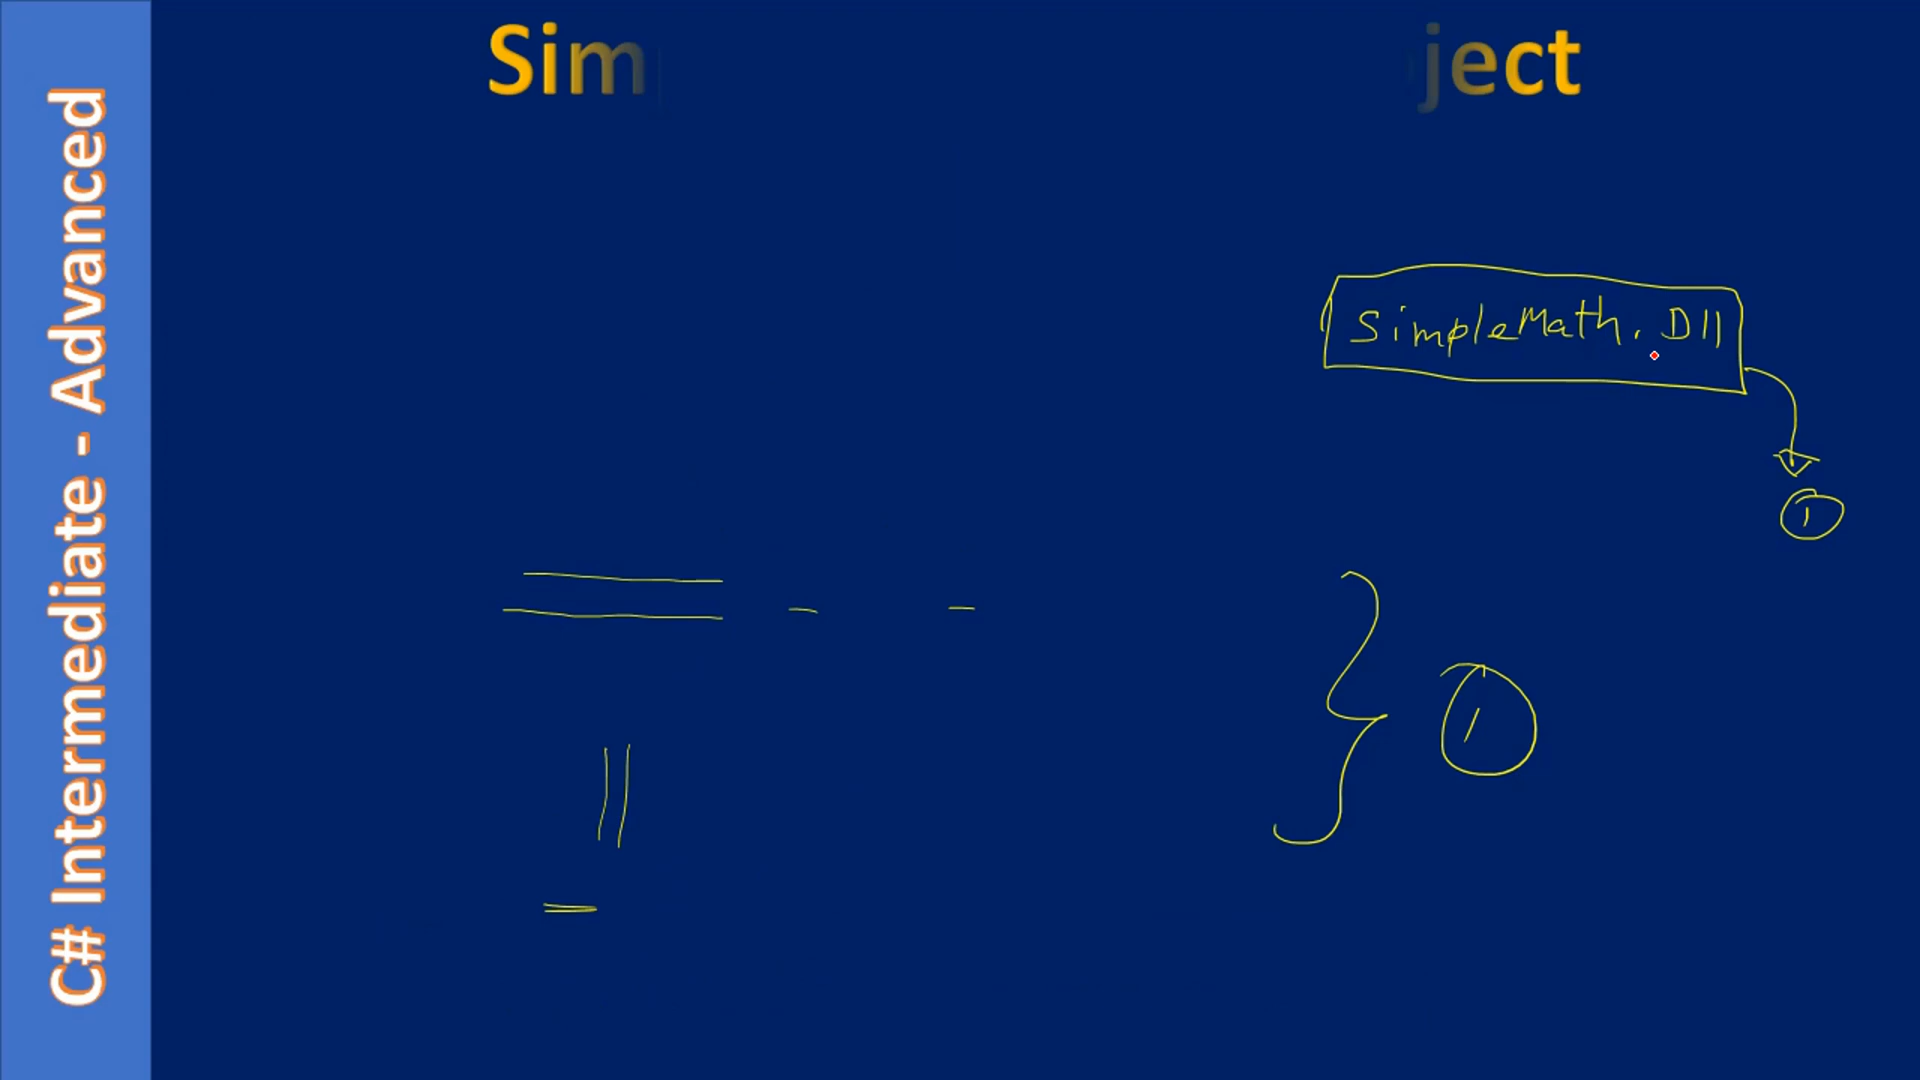 Sim ject
C# Intermediate - Advanced
SimpleMath.Dll
1
1